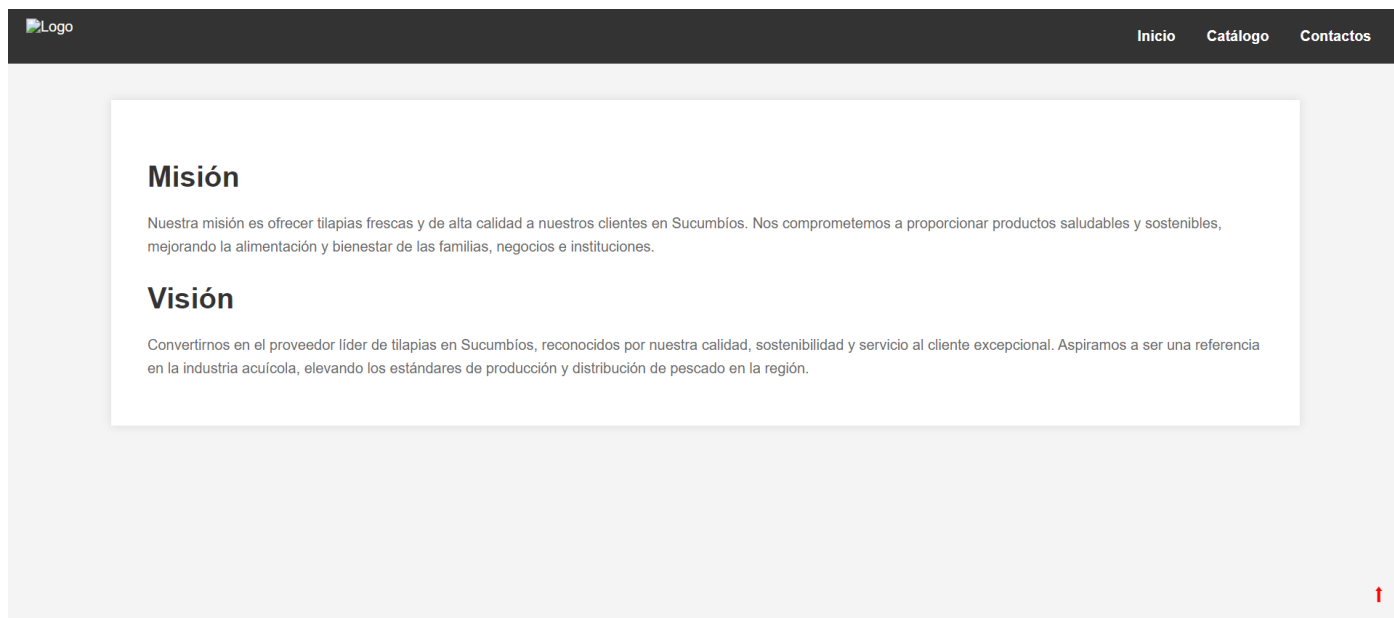 Logo
Inicio Catálogo Contactos
Misión
Nuestra misión es ofrecer tilapias frescas y de alta calidad a nuestros clientes en Sucumbíos. Nos comprometemos a proporcionar productos saludables y sostenibles,
mejorando la alimentación y bienestar de las familias, negocios e instituciones.
Visión
Convertirnos en el proveedor líder de tilapias en Sucumbíos, reconocidos por nuestra calidad, sostenibilidad y servicio al cliente excepcional. Aspiramos a ser una referencia
en la industria acuícola, elevando los estándares de producción y distribución de pescado en la región.